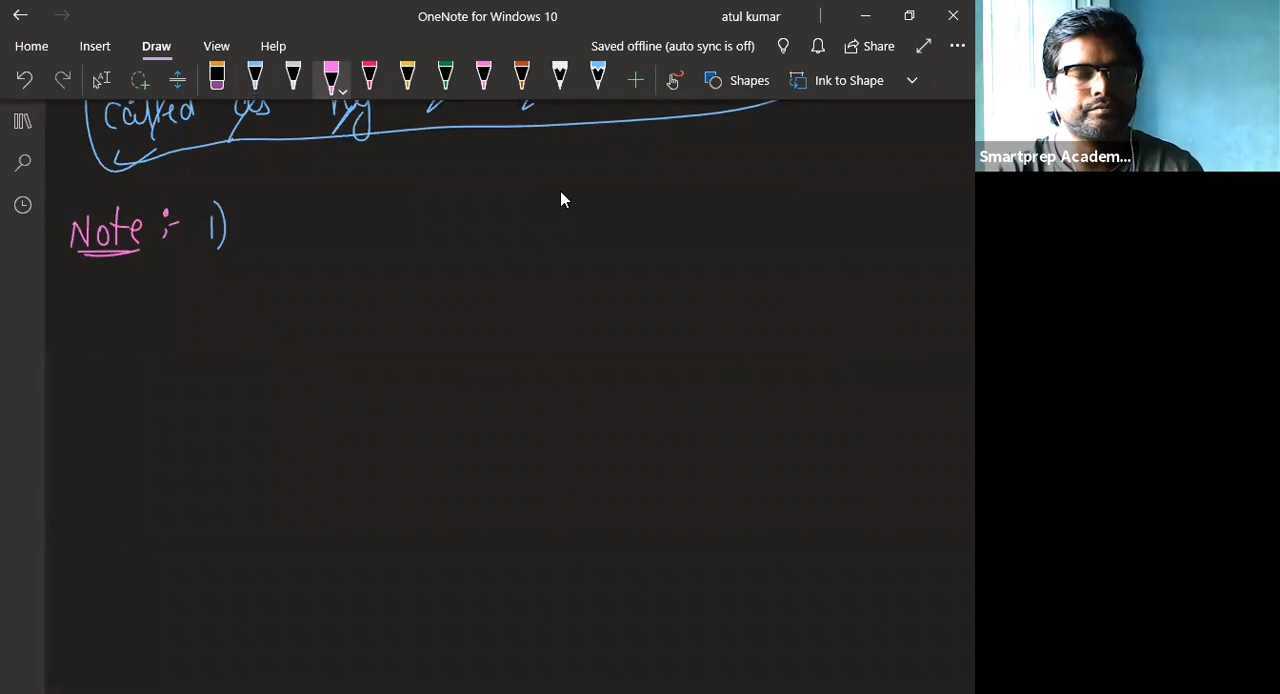 OneNote for Windows 10
atul kumar
Home Insert Draw View Help
Saved offline (auto sync is off)
Share
Shapes
Ink to Shape
Called as
Note :- 1)
Smartprep Academ...